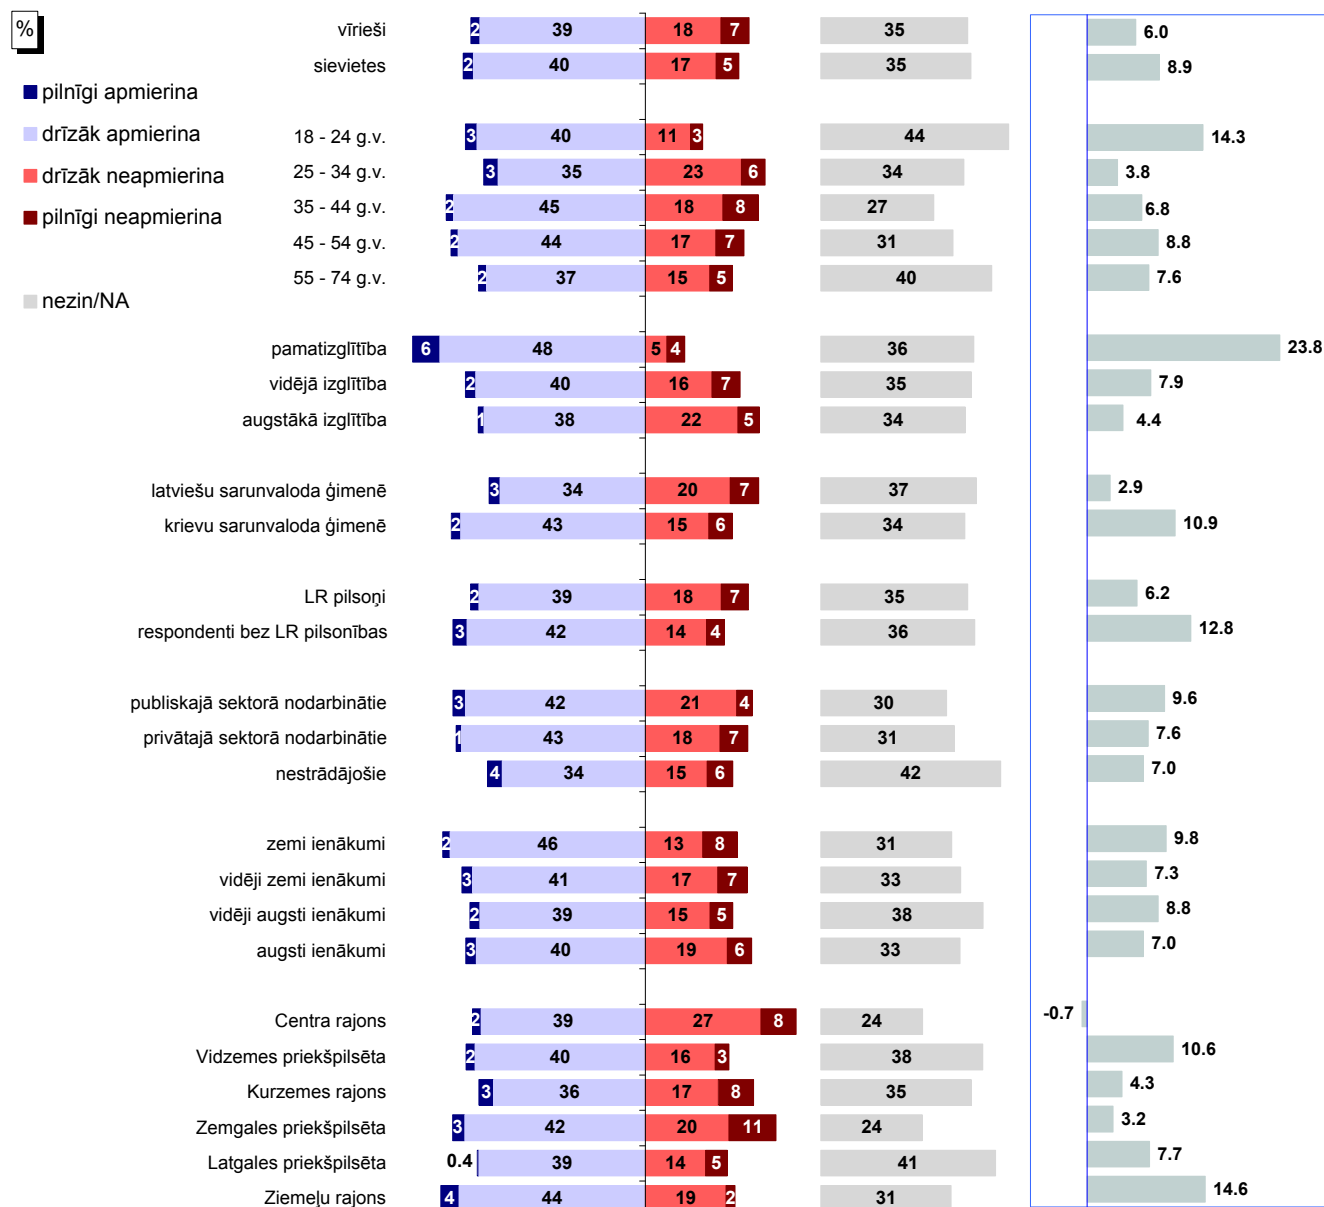 %
pilnīgi apmierina
drīzāk apmierina
drīzāk neapmierina
pilnīgi neapmierina
nezin/NA
vīrieši 2 39 18 7 35 6.0
sievietes 2 40 17 5 35 8.9
18 - 24 g.v. 3 40 11 3 44 14.3
25 - 34 g.v. 3 35 23 6 34 3.8
35 - 44 g.v. 2 45 18 8 27 6.8
45 - 54 g.v. 2 44 17 7 31 8.8
55 - 74 g.v. 2 37 15 5 40 7.6
pamatizglītība 6 48 5 4 36 23.8
vidējā izglītība 2 40 16 7 35 7.9
augstākā izglītība 1 38 22 5 34 4.4
latviešu sarunvaloda ģimenē 3 34 20 7 37 2.9
krievu sarunvaloda ģimenē 2 43 15 6 34 10.9
LR pilsoņi 2 39 18 7 35 6.2
respondenti bez LR pilsonības 3 42 14 4 36 12.8
publiskajā sektorā nodarbinātie 3 42 21 4 30 9.6
privātajā sektorā nodarbinātie 1 43 18 7 31 7.6
nestrādājošie 4 34 15 6 42 7.0
zemi ienākumi 2 46 13 8 31 9.8
vidēji zemi ienākumi 3 41 17 7 33 7.3
vidēji augsti ienākumi 2 39 15 5 38 8.8
augsti ienākumi 3 40 19 6 33 7.0
Centra rajons 2 39 27 8 24 -0.7
Vidzemes priekšpilsēta 2 40 16 3 38 10.6
Kurzemes rajons 3 36 17 8 35 4.3
Zemgales priekšpilsēta 3 42 20 11 24 3.2
Latgales priekšpilsēta 0.4 39 14 5 41 7.7
Ziemeļu rajons 4 44 19 2 31 14.6